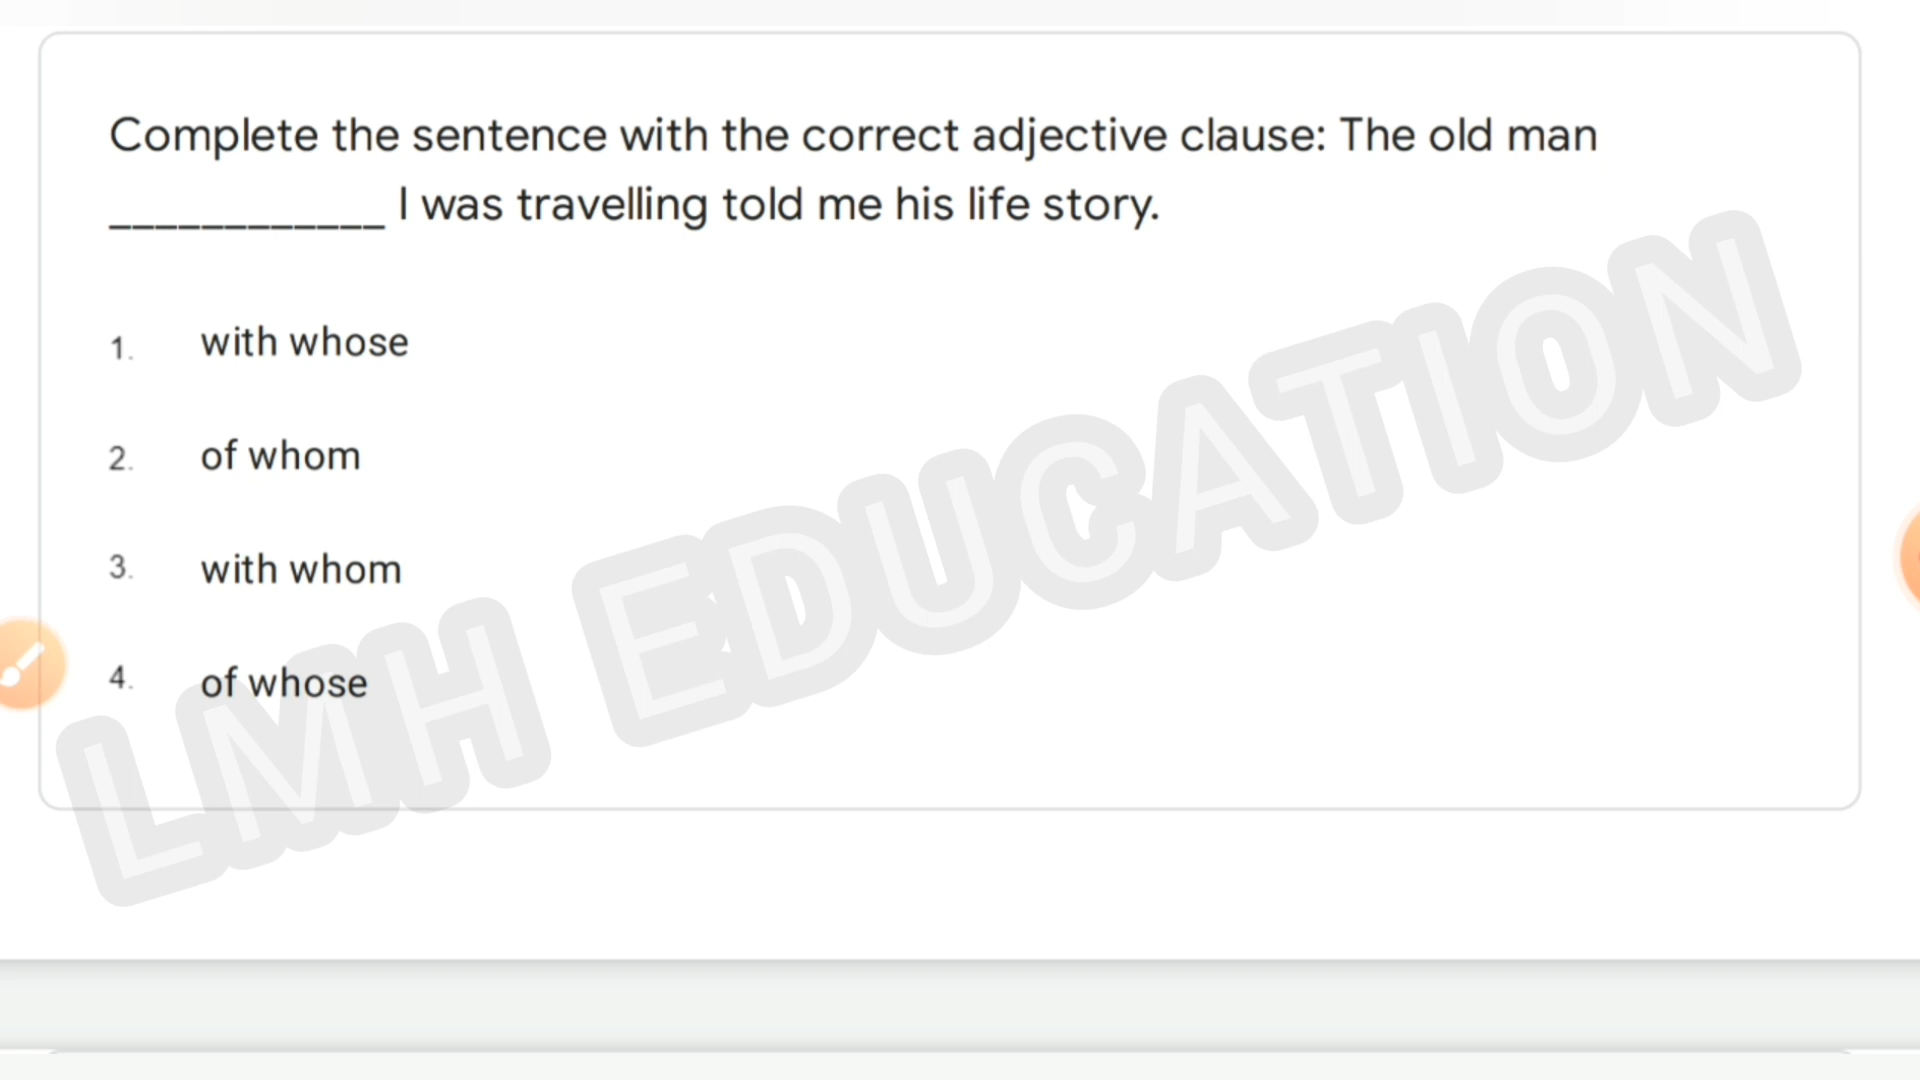 Complete the sentence with the correct adjective clause: The old man
____________ I was travelling told me his life story.
1. with whose
2. of whom
3. with whom
4. of whose
LMH EDUCATION